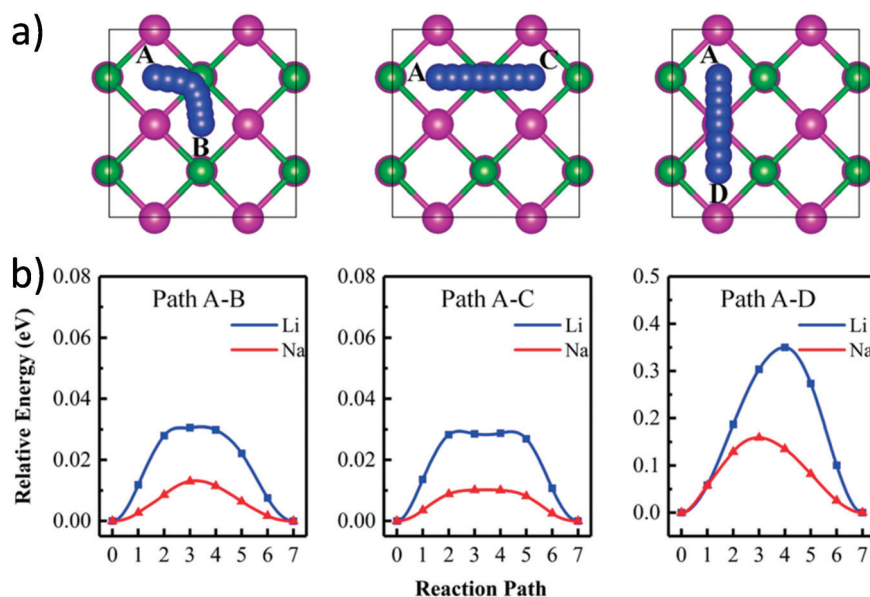 a)
A
B
A
C
A
D
b)
Relative Energy (eV)
0.08
0.06
0.04
0.02
0.00
Path A-B
Li
Na
0 1 2 3 4 5 6 7
0.08
0.06
0.04
0.02
0.00
Path A-C
Li
Na
0 1 2 3 4 5 6 7
0.5
0.4
0.3
0.2
0.1
0.0
Path A-D
Li
Na
0 1 2 3 4 5 6 7
Reaction Path